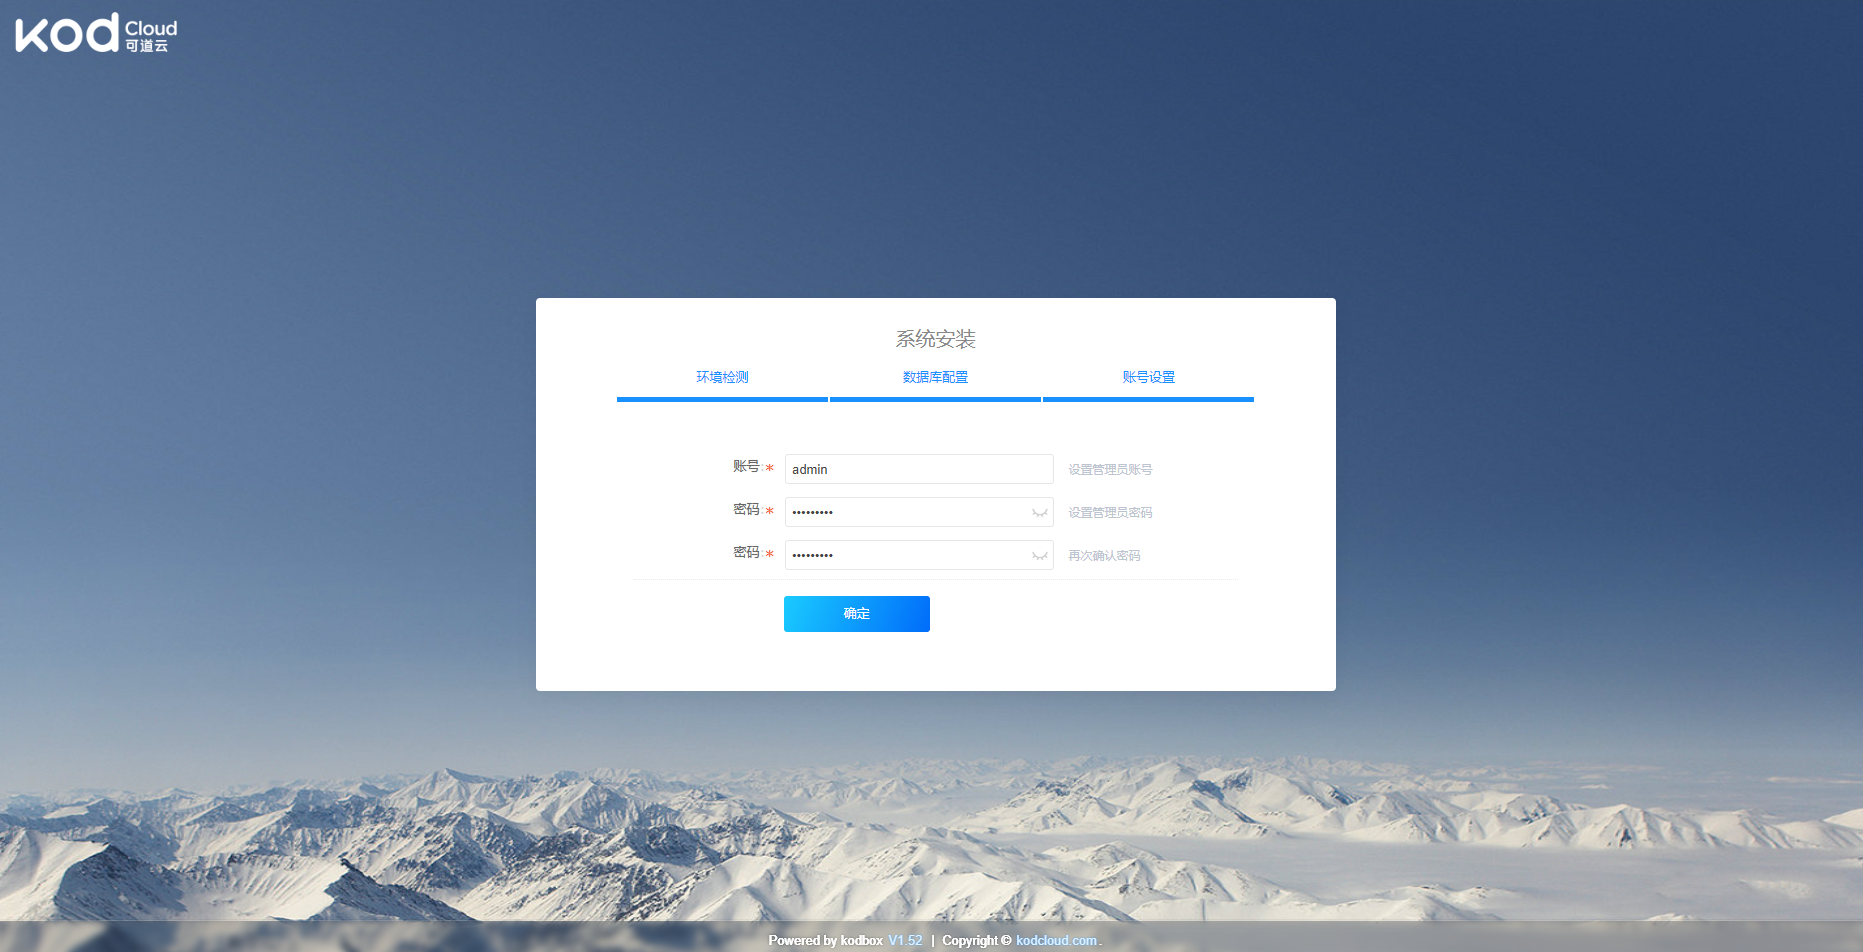 kod Cloud
可道云
系统安装
环境检测 数据库配置 账号设置
账号:* admin 设置管理员账号
密码:* ••••••••• 设置管理员密码
密码:* ••••••••• 再次确认密码
确定
Powered by kodbox V1.52 | Copyright © kodcloud.com.